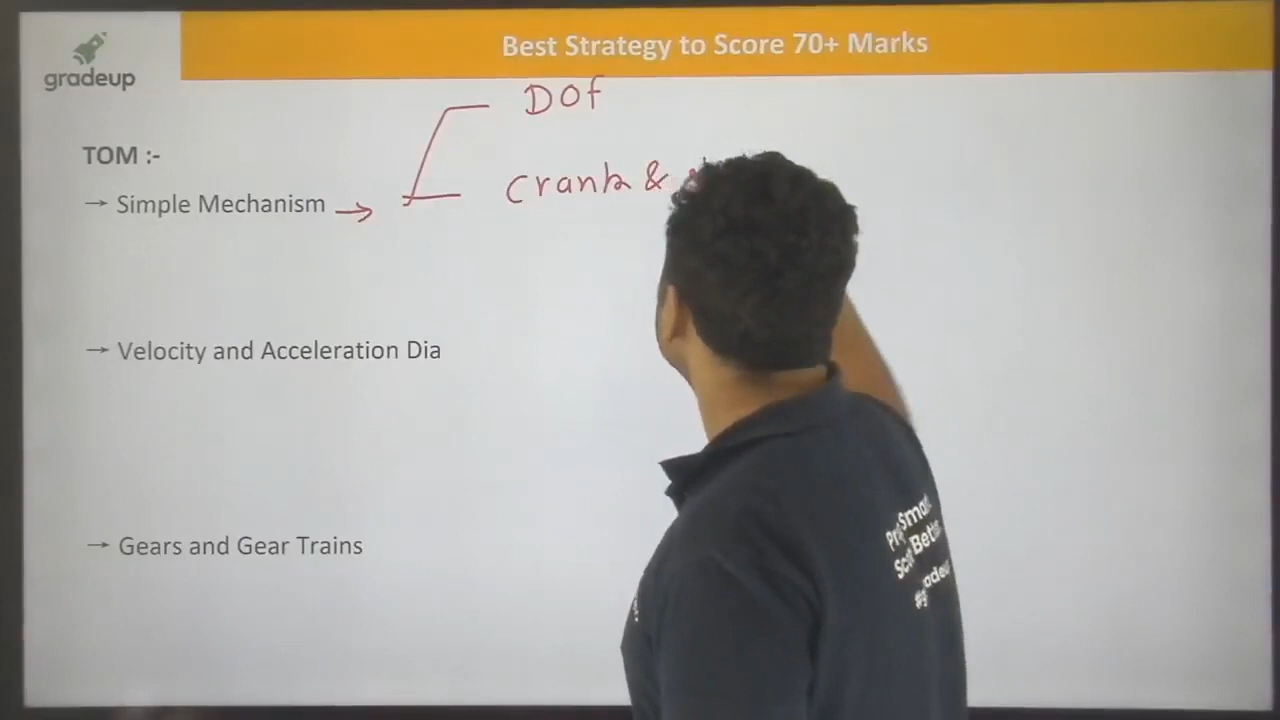 Best Strategy to Score 70+ Marks
gradeup
DOf
TOM :-
Crank &
→ Simple Mechanism →
→ Velocity and Acceleration Dia
→ Gears and Gear Trains